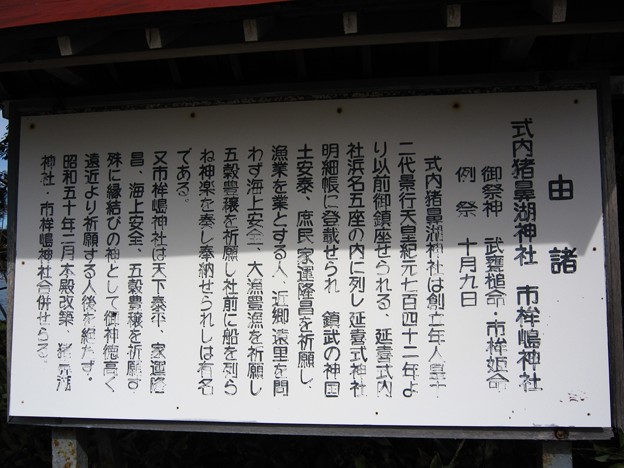 由諸
式内猪鼻湖神社 市桙嶋神社
御祭神 武甕槌命・市桙姫命
例祭 十月九日
式内猪鼻湖神社は創立年人皇十
二代景行天皇紀元七百四十二年よ
り以前御鎮座せられる、延喜式内
社浜名五座の内に列し延喜式神社
明細帳に登載せられ 鎮武の神国
土安泰、庶民家運隆昌を祈願し、
漁業を業とする人、近郷遠里を問
わず海上安全、大漁豊漁を祈願し
五穀豊穣を祈願し社前に船を列ら
ね神楽を奏し奉納せられしは有名
である。
又市桙嶋神社は天下泰平、家運隆
昌、海上安全、五穀豊穣を祈願す
殊に縁結びの神として御神徳高く
遠近より祈願する人後を絶たず。
昭和五十年二月本殿改築、猪鼻湖
神社・市桙嶋神社合併せらる。